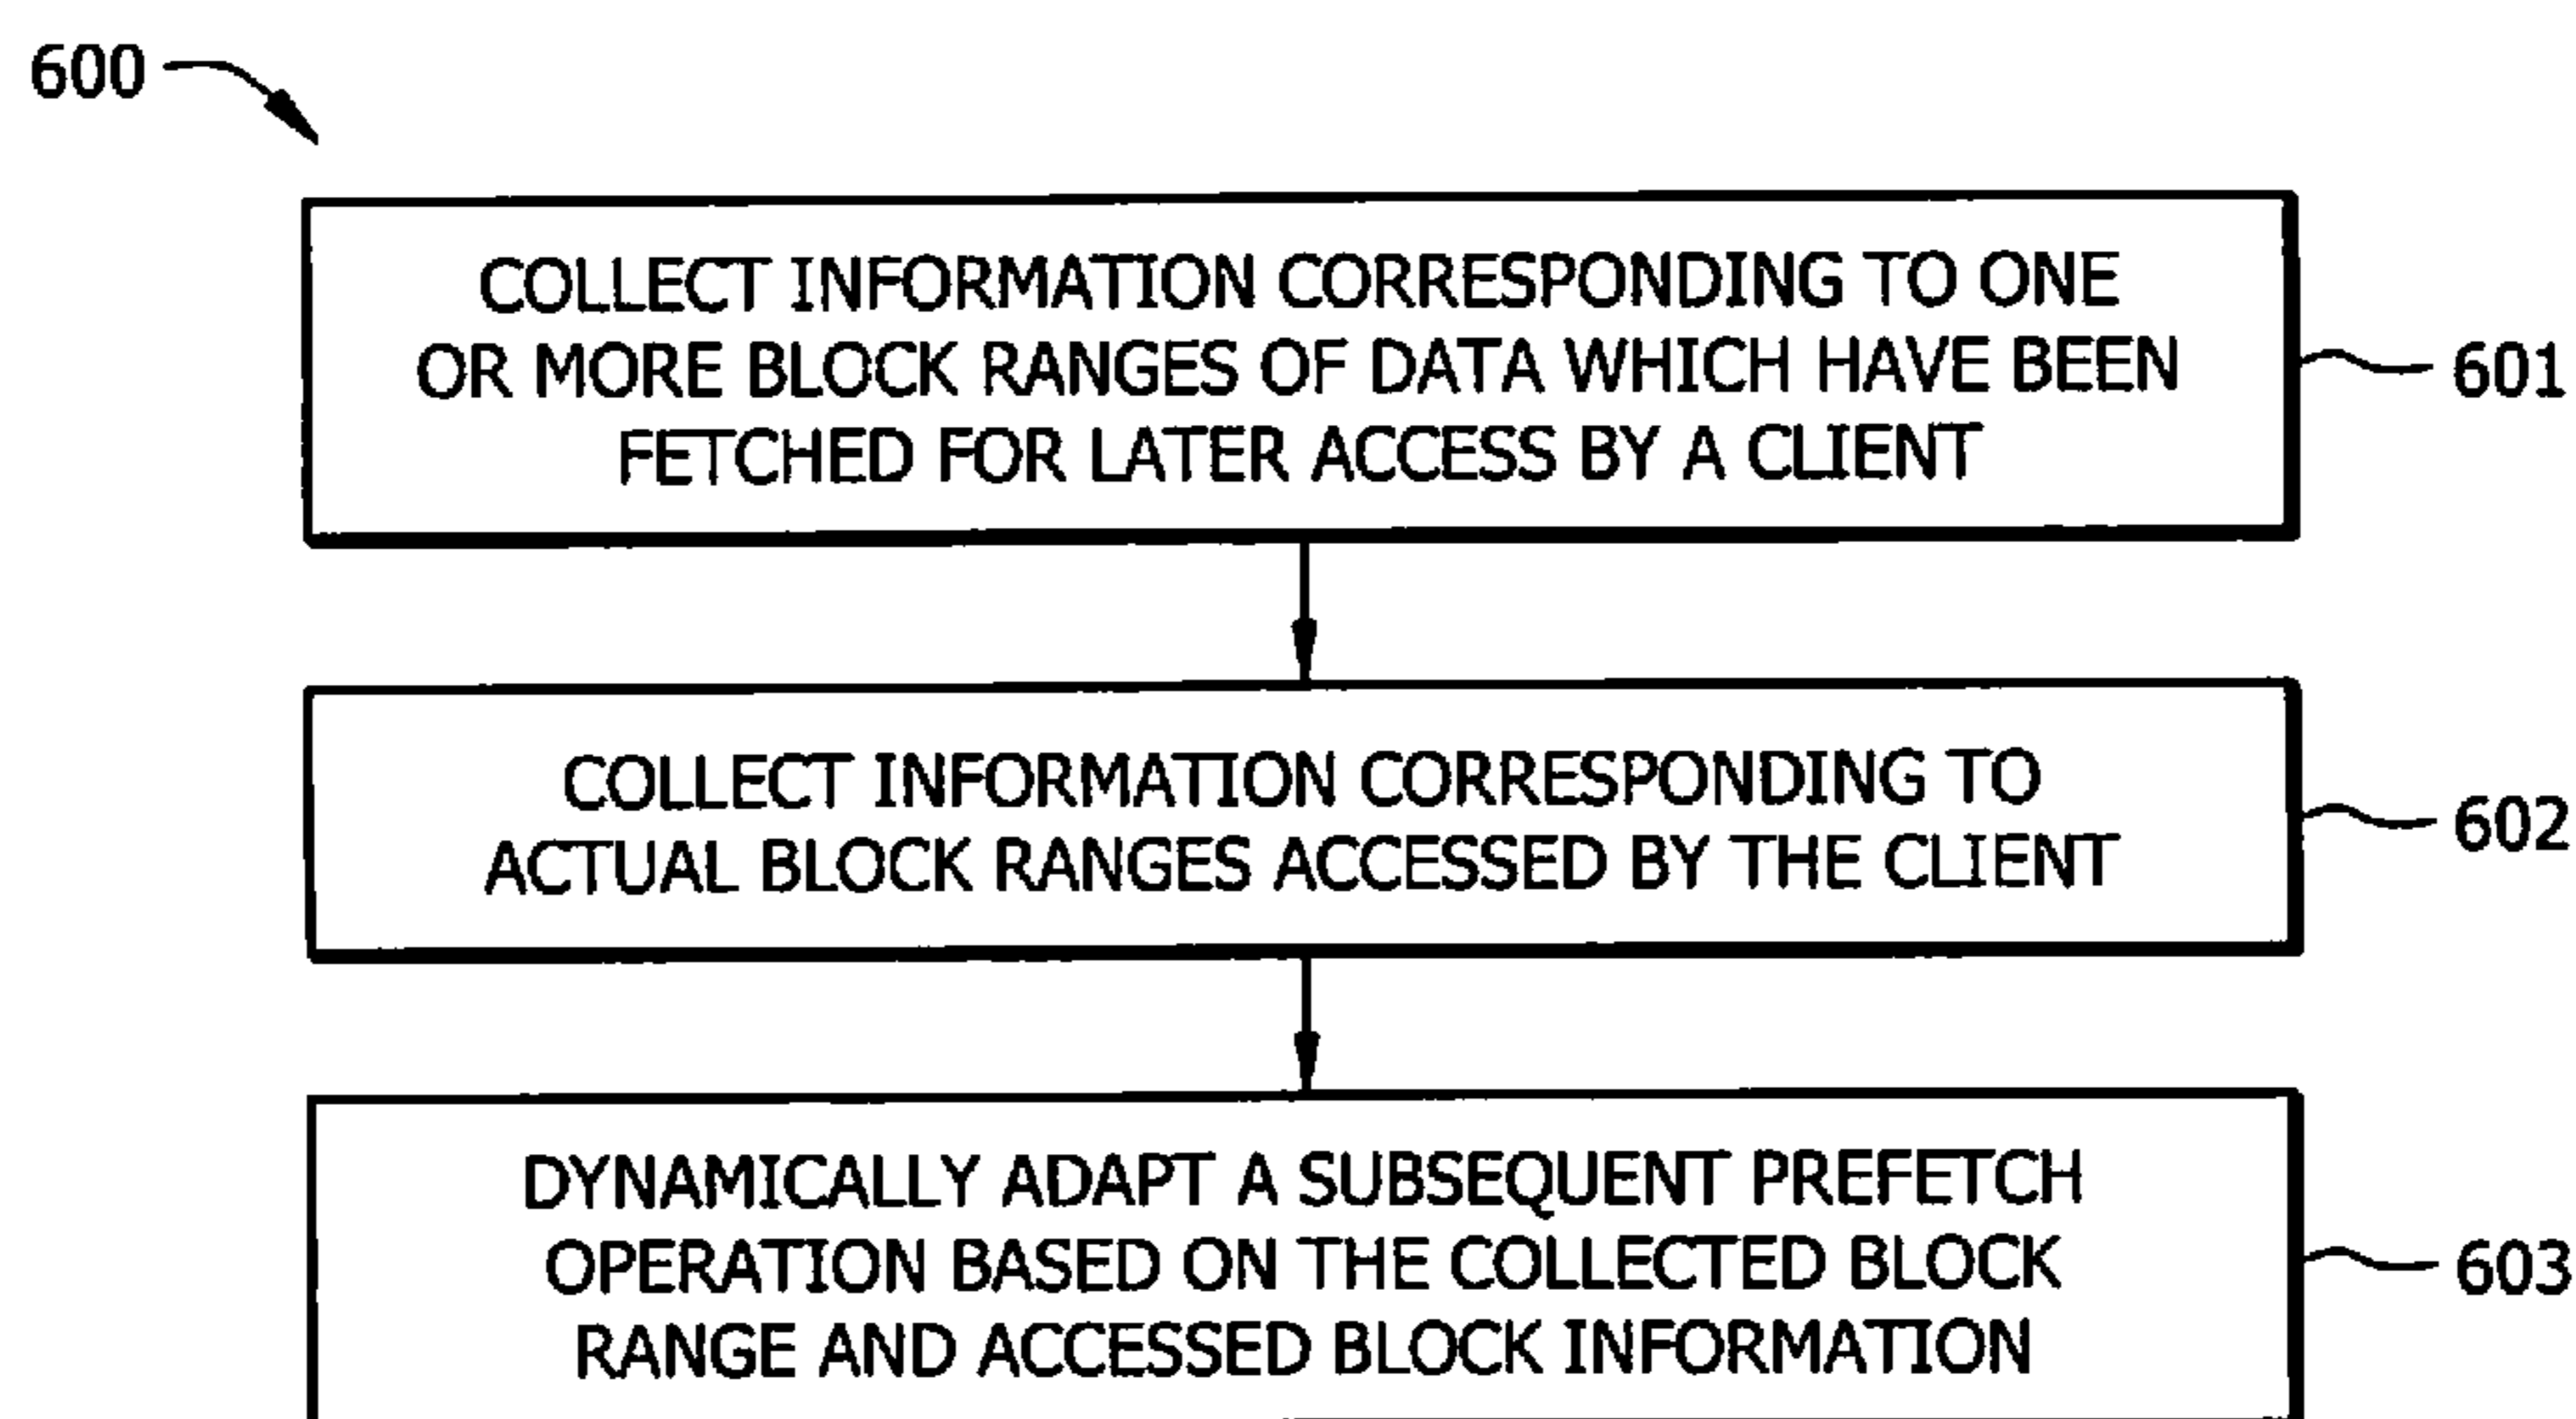 600
COLLECT INFORMATION CORRESPONDING TO ONE
OR MORE BLOCK RANGES OF DATA WHICH HAVE BEEN
FETCHED FOR LATER ACCESS BY A CLIENT
601
COLLECT INFORMATION CORRESPONDING TO
ACTUAL BLOCK RANGES ACCESSED BY THE CLIENT
602
DYNAMICALLY ADAPT A SUBSEQUENT PREFETCH
OPERATION BASED ON THE COLLECTED BLOCK
RANGE AND ACCESSED BLOCK INFORMATION
603